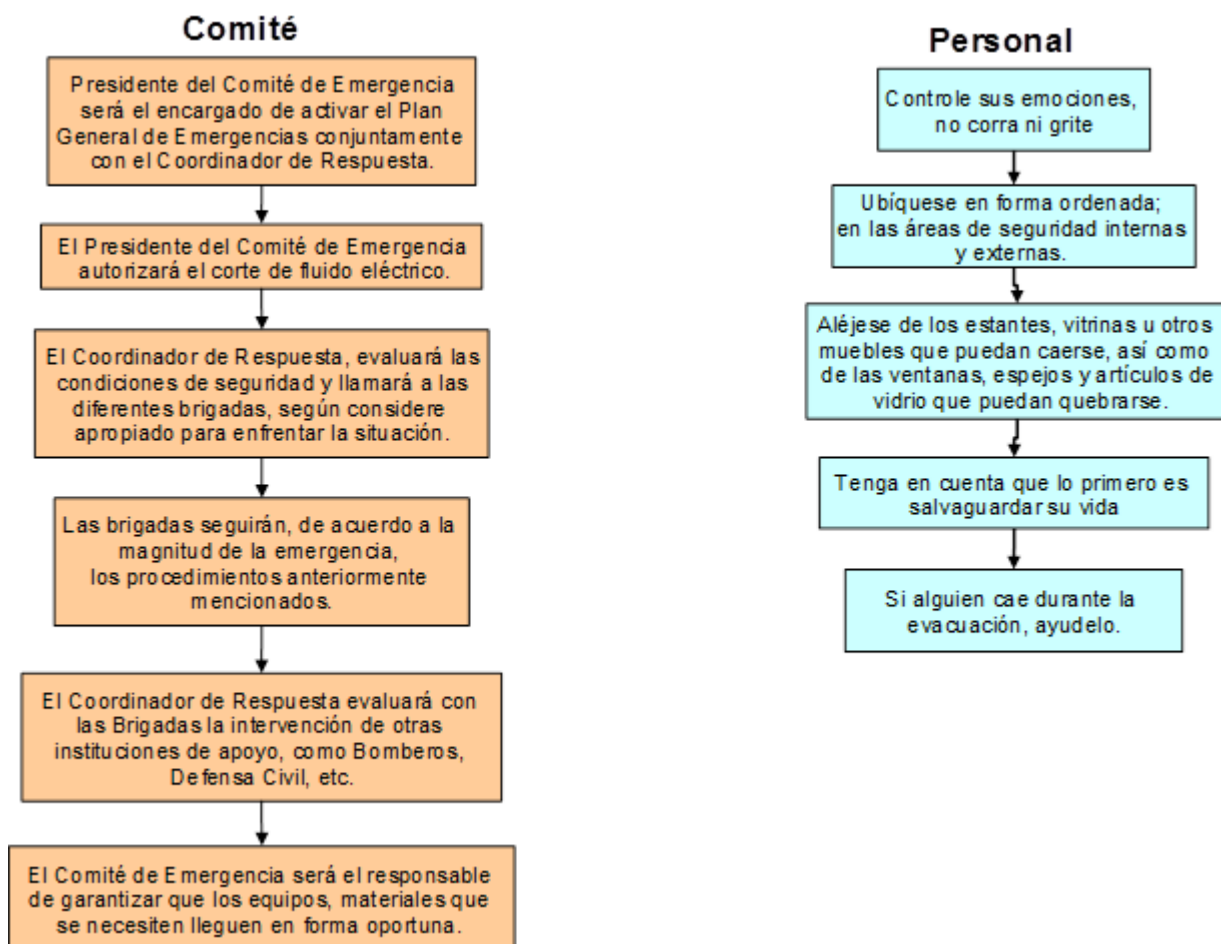 Comité
Presidente del Comité de Emergencia
será el encargado de activar el Plan
General de Emergencias conjuntamente
con el Coordinador de Respuesta.
El Presidente del Comité de Emergencia
autorizará el corte de fluido eléctrico.
El Coordinador de Respuesta, evaluará las
condiciones de seguridad y llamará a las
diferentes brigadas, según considere
apropiado para enfrentar la situación.
Las brigadas seguirán, de acuerdo a la
magnitud de la emergencia,
los procedimientos anteriormente
mencionados.
El Coordinador de Respuesta evaluará con
las Brigadas la intervención de otras
instituciones de apoyo, como Bomberos,
Defensa Civil, etc.
El Comité de Emergencia será el responsable
de garantizar que los equipos, materiales que
se necesiten lleguen en forma oportuna.
Personal
Controle sus emociones,
no corra ni grite
Ubíquese en forma ordenada;
en las áreas de seguridad internas
y externas.
Aléjese de los estantes, vitrinas u otros
muebles que puedan caerse, así como
de las ventanas, espejos y artículos de
vidrio que puedan quebrarse.
Tenga en cuenta que lo primero es
salvaguardar su vida
Si alguien cae durante la
evacuación, ayudelo.